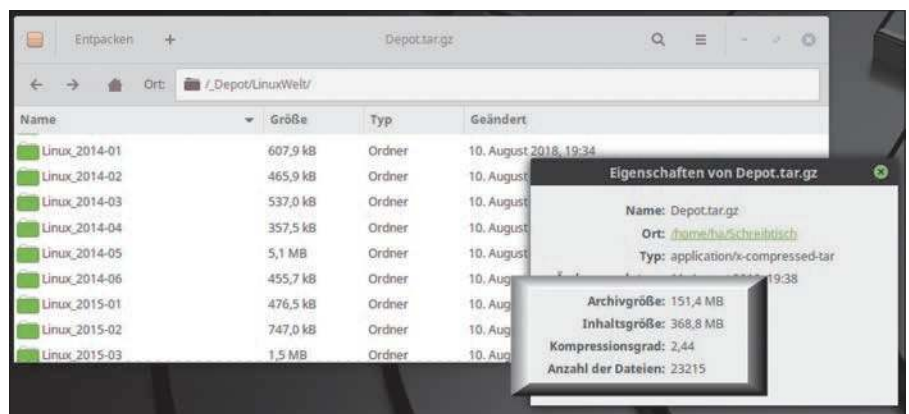 Entpacken + Depot.tar.gz
Ort: /_Depot/LinuxWelt/
Name Größe Typ Geändert
Linux_2014-01 607,9 kB Ordner 10. August 2018, 19:34
Linux_2014-02 465,9 kB Ordner 10. August
Linux_2014-03 537,0 kB Ordner 10. August
Linux_2014-04 357,5 kB Ordner 10. August
Linux_2014-05 5,1 MB Ordner 10. August
Linux_2014-06 455,7 kB Ordner 10. Aug
Linux_2015-01 476,5 kB Ordner 10. Aug
Linux_2015-02 747,0 kB Ordner 10. Aug
Linux_2015-03 1,5 MB Ordner 10. Aug
Eigenschaften von Depot.tar.gz
Name: Depot.tar.gz
Ort: /home/ha/Schreibtisch
Typ: application/x-compressed-tar
19:38
Archivgröße: 151,4 MB
Inhaltsgröße: 368,8 MB
Kompressionsgrad: 2,44
Anzahl der Dateien: 23215